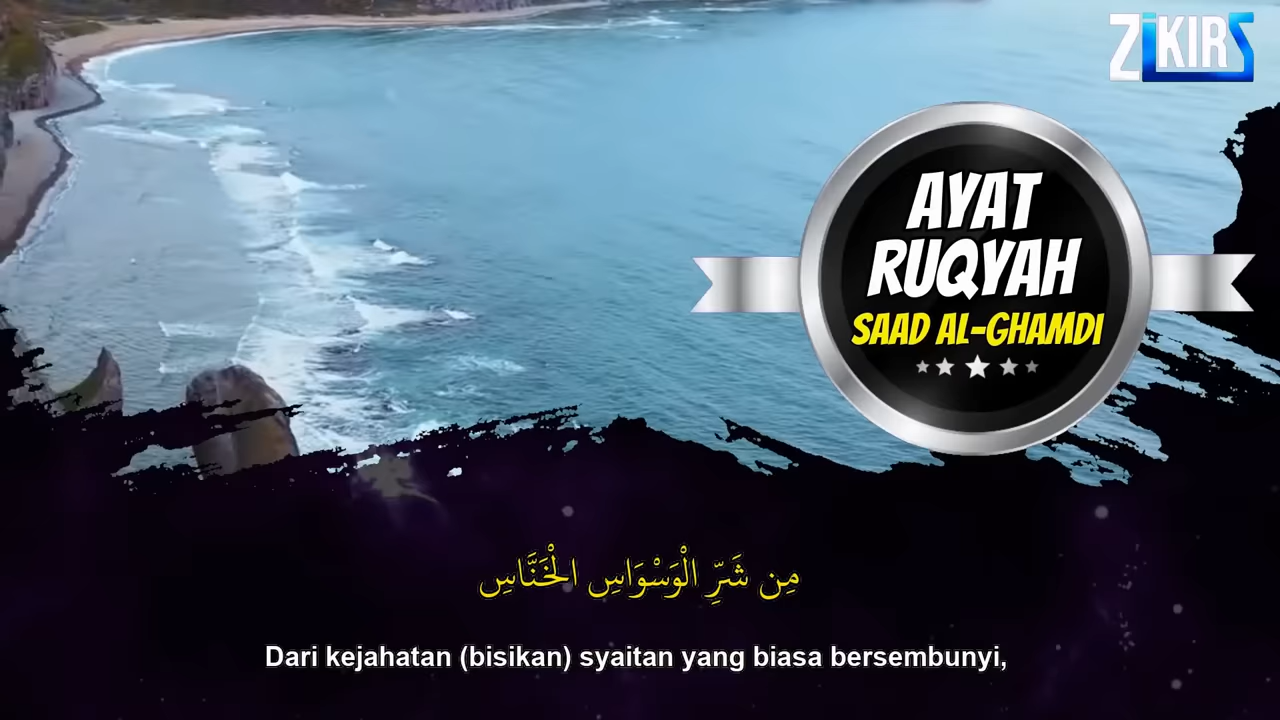 ZIKIRS
AYAT
RUQYAH
SAAD AL-GHAMDI
مِن شَرِّ الْوَسْوَاسِ الْخَنَّاسِ
Dari kejahatan (bisikan) syaitan yang biasa bersembunyi,